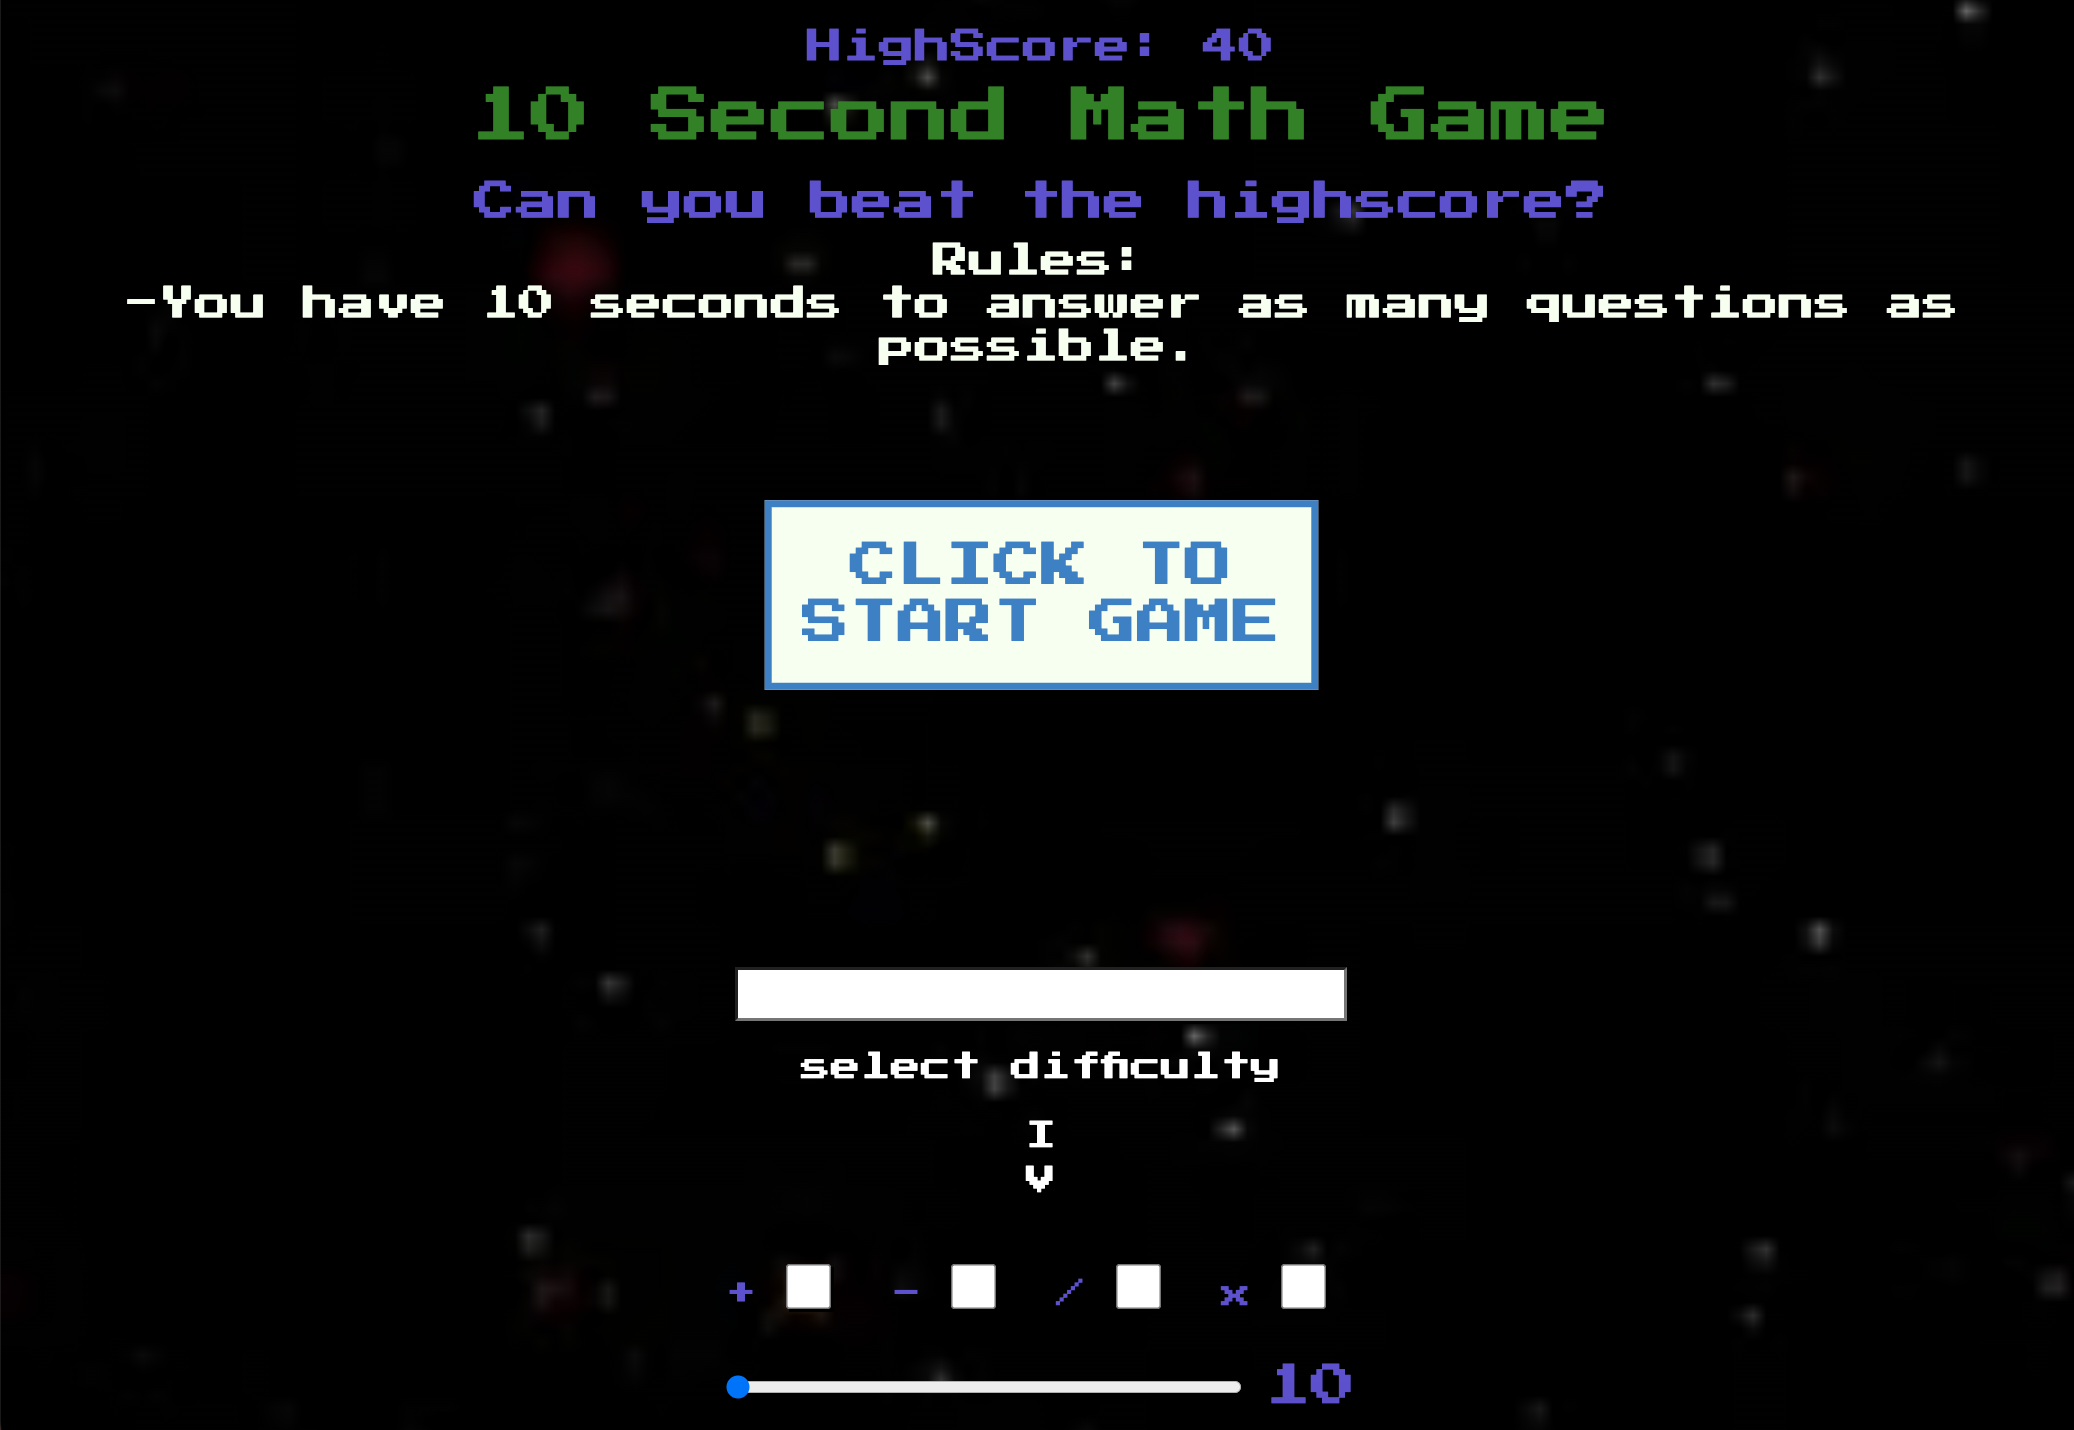 HighScore: 40
10 Second Math Game
Can you beat the highscore?
Rules:
-You have 10 seconds to answer as many questions as
possible.
CLICK TO
START GAME
select difficulty
I
V
+ - / x
10